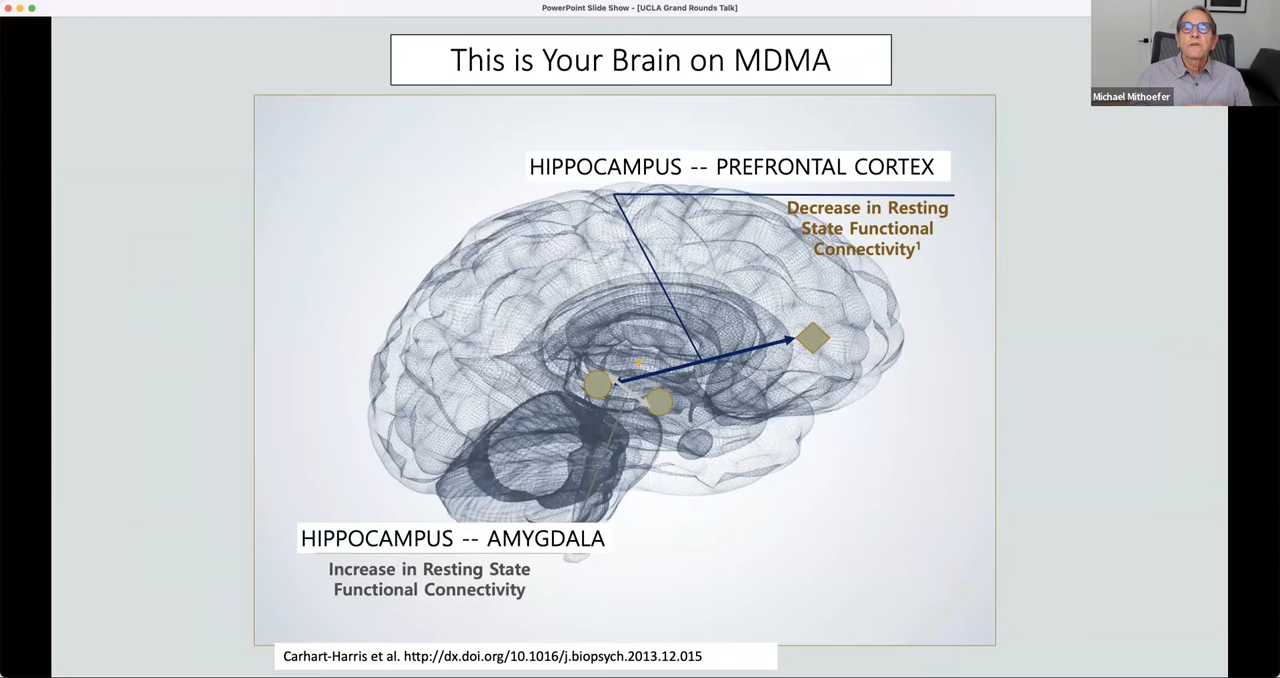 PowerPoint Slide Show - [UCLA Grand Rounds Talk]
This is Your Brain on MDMA
Michael Mithoefer
HIPPOCAMPUS -- PREFRONTAL CORTEX
Decrease in Resting
State Functional
Connectivity¹
HIPPOCAMPUS -- AMYGDALA
Increase in Resting State
Functional Connectivity
Carhart-Harris et al. http://dx.doi.org/10.1016/j.biopsych.2013.12.015